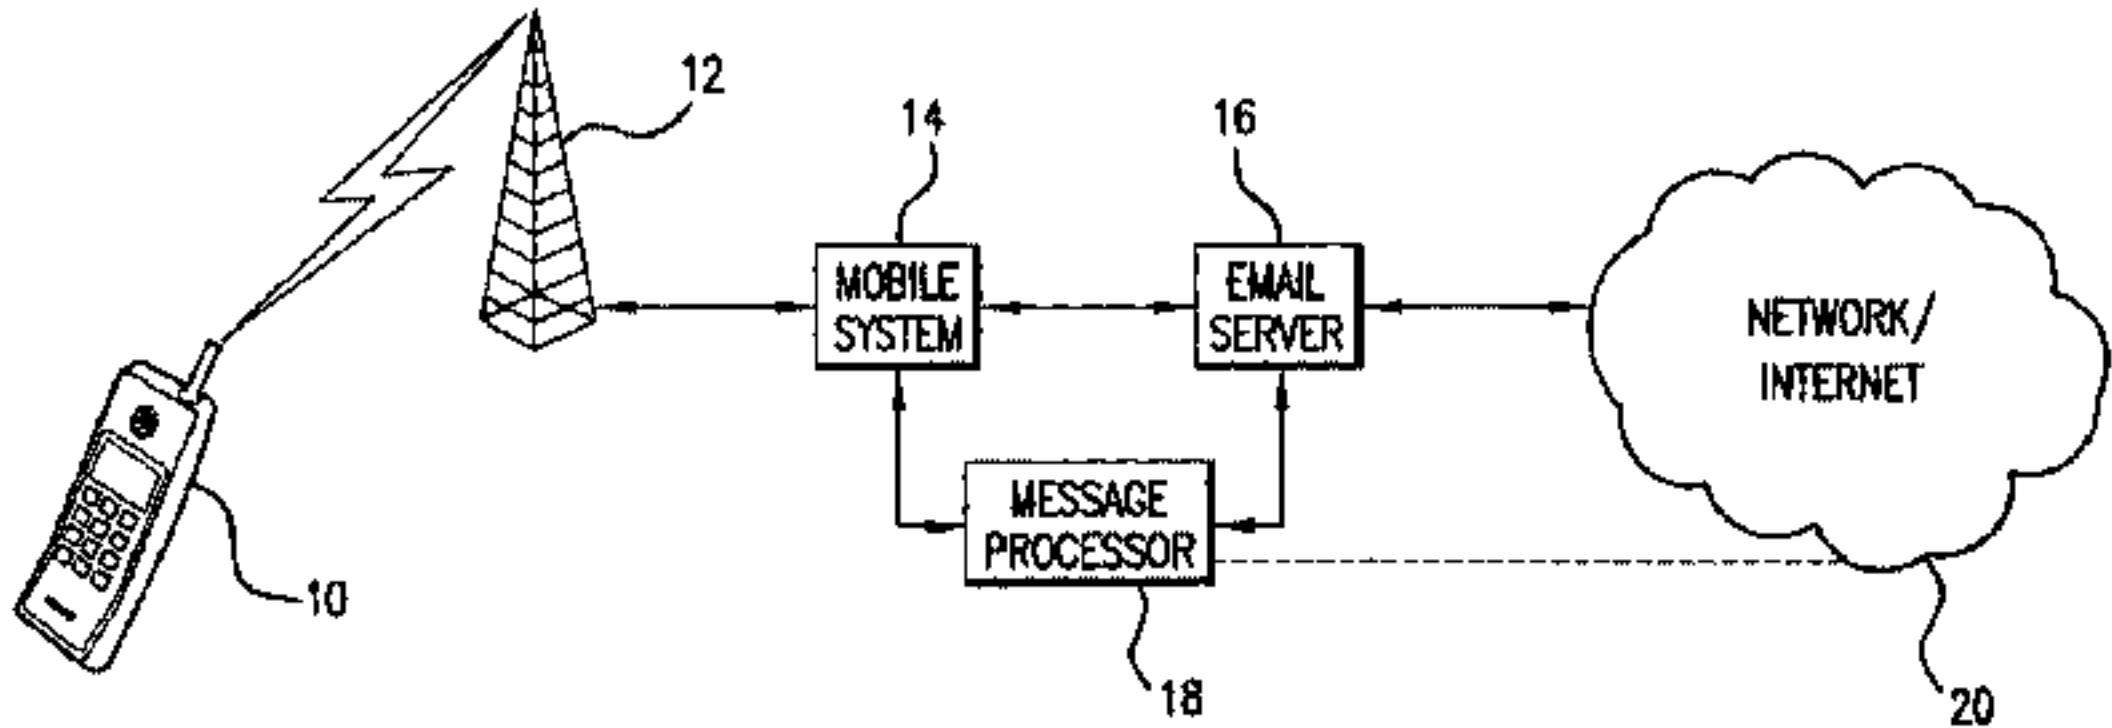 12
14
16
MOBILE
SYSTEM
EMAIL
SERVER
NETWORK/
INTERNET
MESSAGE
PROCESSOR
10
18
20